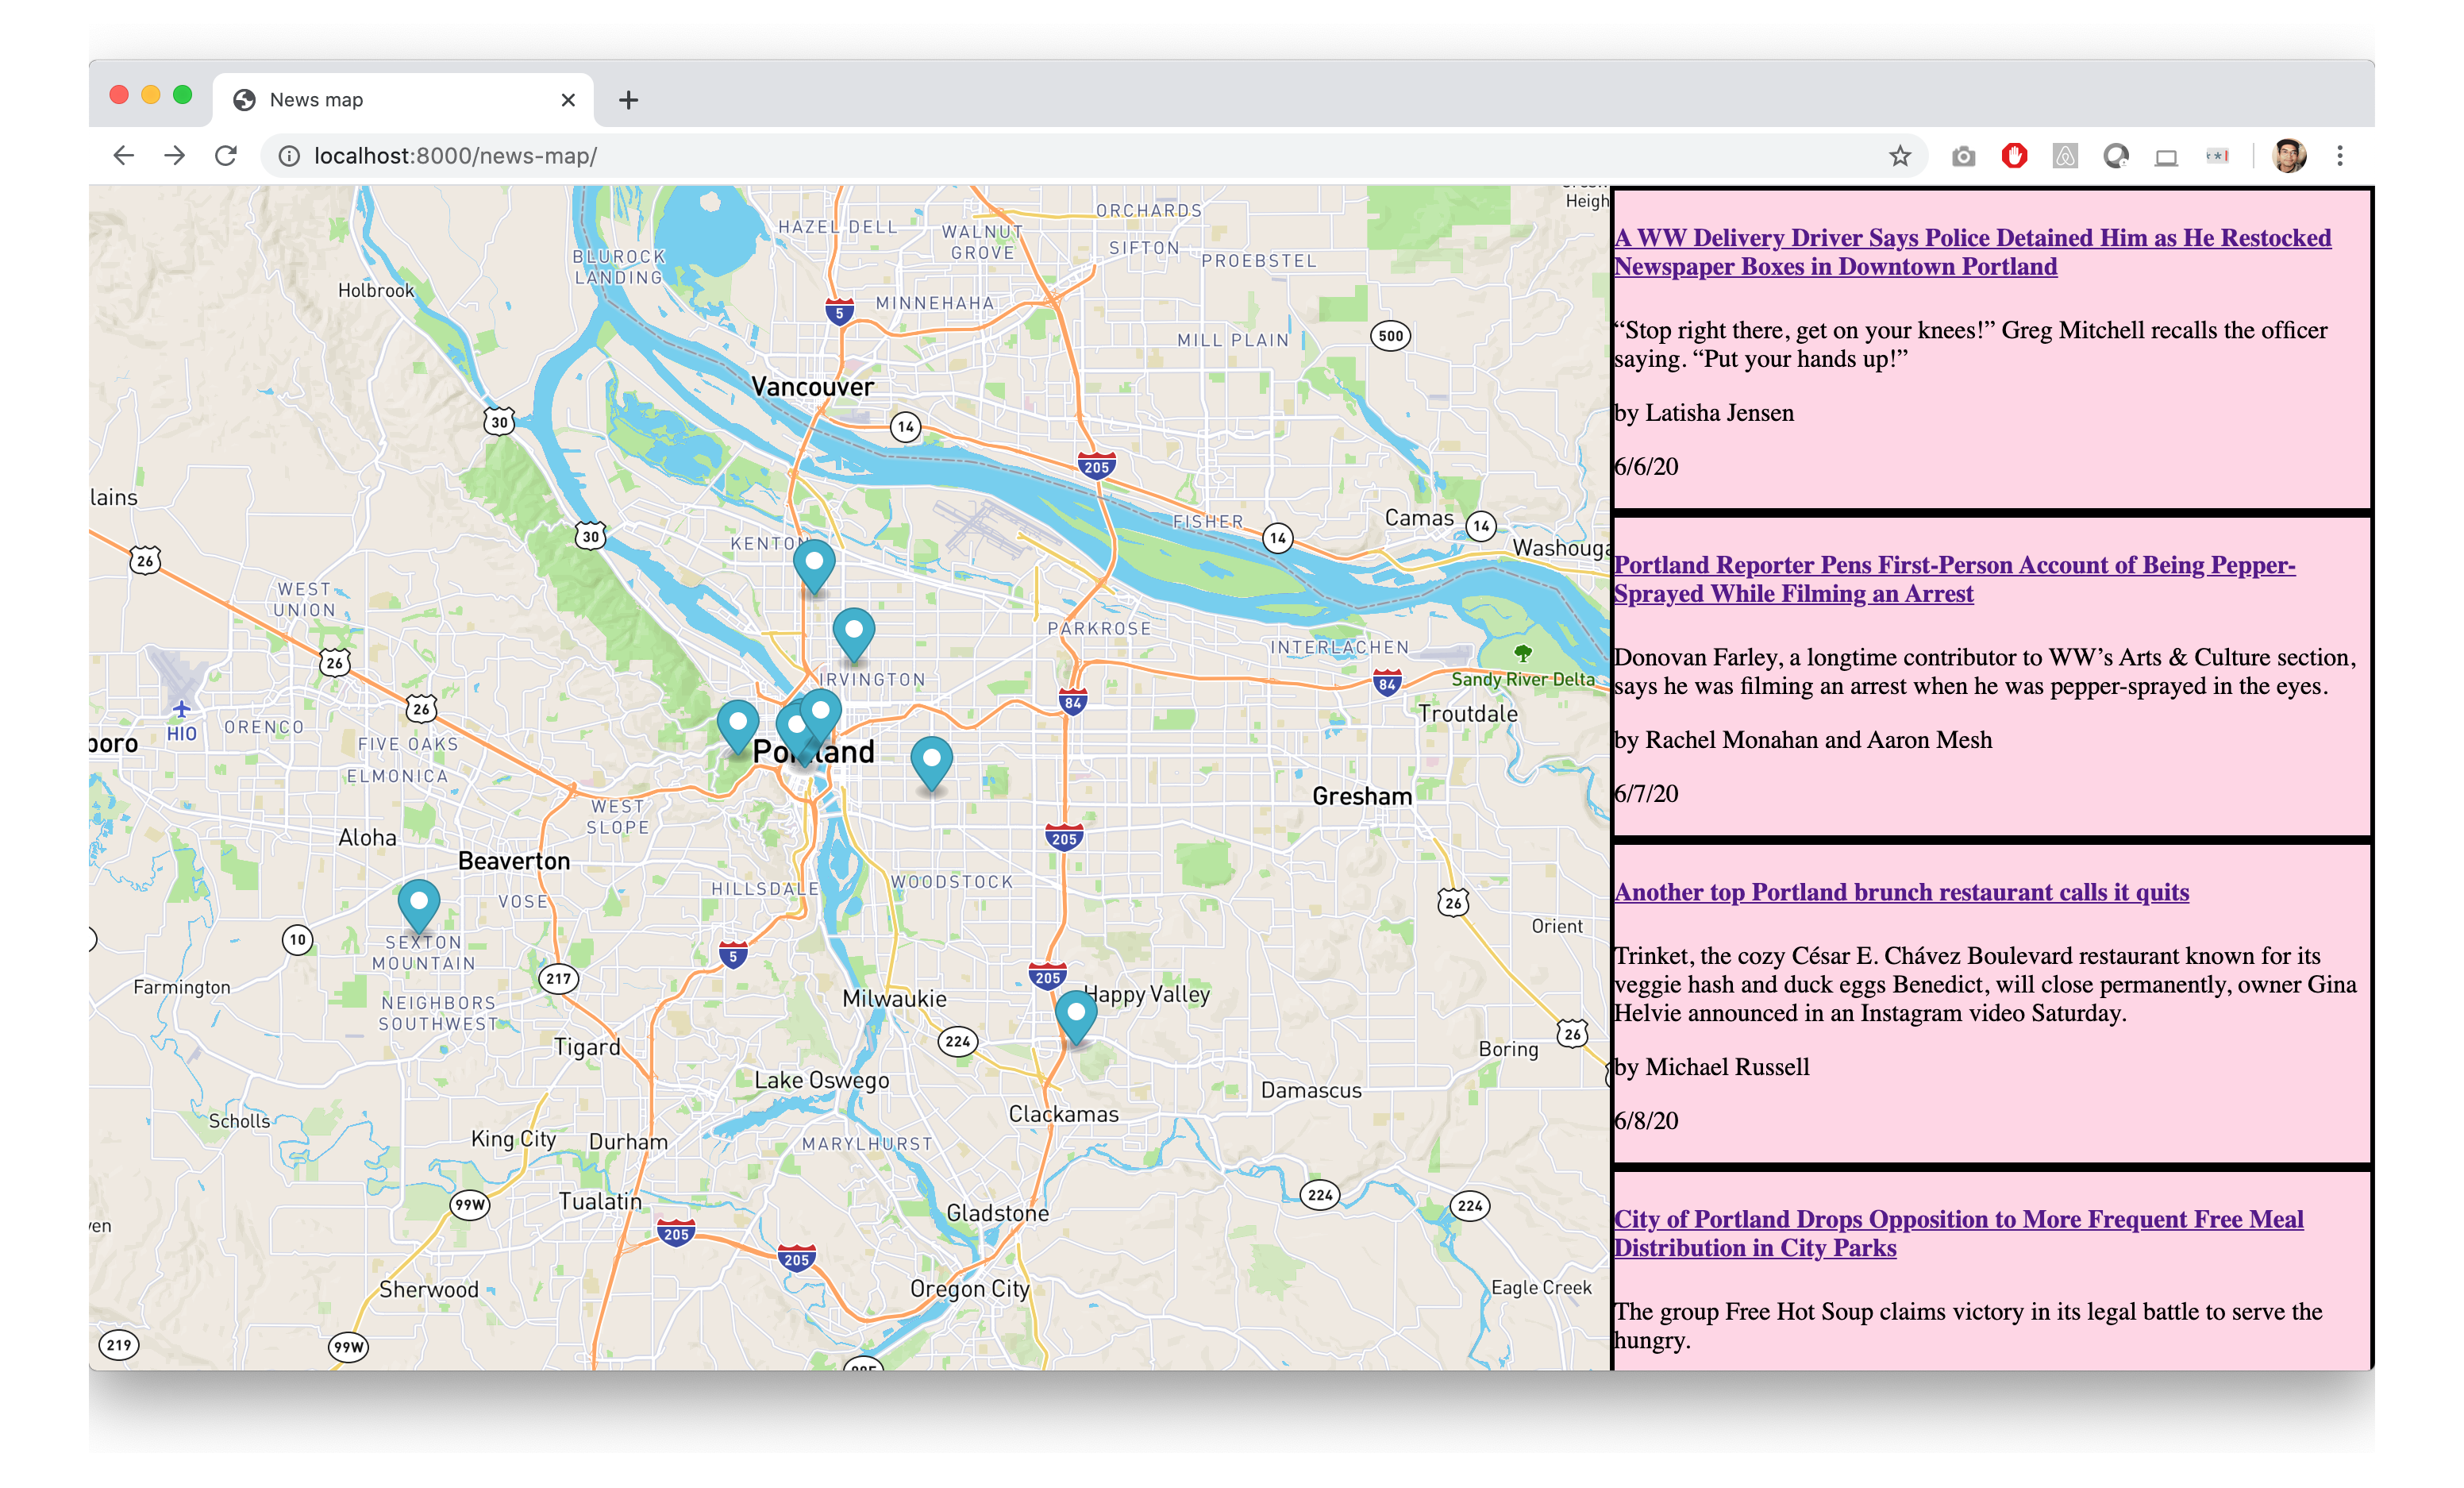 News map
localhost:8000/news-map/
ORCHARDS
Heigh
HAZEL DELL
WALNUT
GROVE
SIFTON
PROEBSTEL
BLUROCK
LANDING
Holbrook
MINNEHAHA
5
MILL PLAIN
500
Vancouver
30
14
205
lains
FISHER
Camas
14
14
Washouga
26
30
KENTON
WEST
UNION
PARKROSE
INTERLACHEN
26
IRVINGTON
84
84
Sandy River Delta
26
Troutdale
HIO
ORENCO
boro
FIVE OAKS
ELMONICA
Portland
Gresham
WEST
SLOPE
Aloha
205
Beaverton
HILLSDALE
WOODSTOCK
VOSE
26
10
SEXTON
MOUNTAIN
5
Orient
217
205
Farmington
NEIGHBORS
SOUTHWEST
Milwaukie
Happy Valley
Tigard
224
26
Boring
Lake Oswego
Damascus
Scholls
Clackamas
King City
Durham
MARYLHURST
99W
Tualatin
224
224
ven
205
Gladstone
205
Sherwood
Oregon City
Eagle Creek
219
99W
A WW Delivery Driver Says Police Detained Him as He Restocked
Newspaper Boxes in Downtown Portland
“Stop right there, get on your knees!” Greg Mitchell recalls the officer
saying. “Put your hands up!”
by Latisha Jensen
6/6/20
Portland Reporter Pens First-Person Account of Being Pepper-
Sprayed While Filming an Arrest
Donovan Farley, a longtime contributor to WW’s Arts & Culture section,
says he was filming an arrest when he was pepper-sprayed in the eyes.
by Rachel Monahan and Aaron Mesh
6/7/20
Another top Portland brunch restaurant calls it quits
Trinket, the cozy César E. Chávez Boulevard restaurant known for its
veggie hash and duck eggs Benedict, will close permanently, owner Gina
Helvie announced in an Instagram video Saturday.
by Michael Russell
6/8/20
City of Portland Drops Opposition to More Frequent Free Meal
Distribution in City Parks
The group Free Hot Soup claims victory in its legal battle to serve the
hungry.